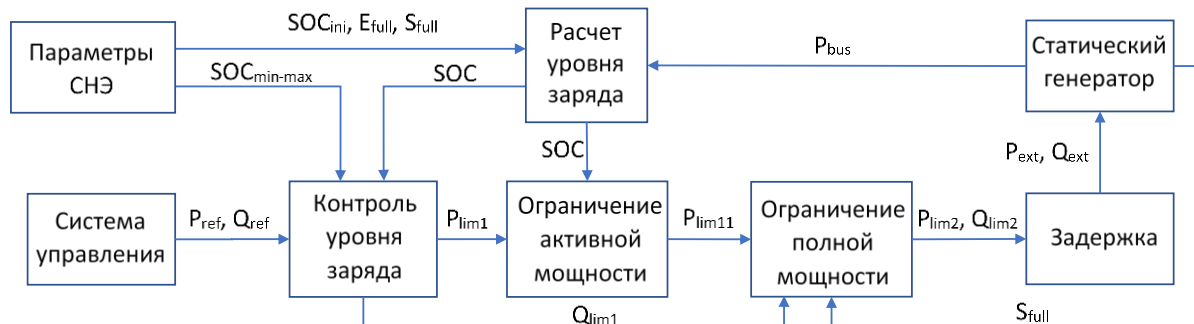 SOCini, Efull, Sfull
Параметры
СНЭ
SOCmin-max
SOC
Расчет
уровня
заряда
Pbus
Статический
генератор
SOC
Pext, Qext
Система
управления
Pref, Qref
Контроль
уровня
заряда
Plim1
Ограничение
активной
мощности
Plim11
Ограничение
полной
мощности
Plim2, Qlim2
Задержка
Qlim1
Sfull